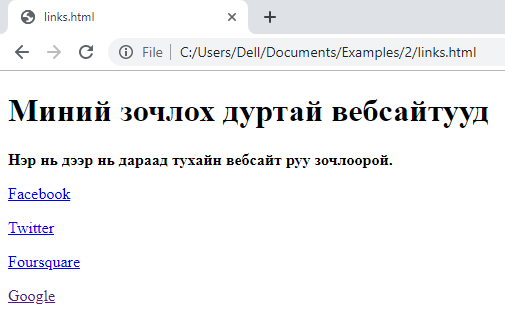 links.html
File
C:/Users/Dell/Documents/Examples/2/links.html
Миний зочлох дуртай вебсайтууд
Нэр нь дээр нь дараад тухайн вебсайт руу зочлоорой.
Facebook
Twitter
Foursquare
Google